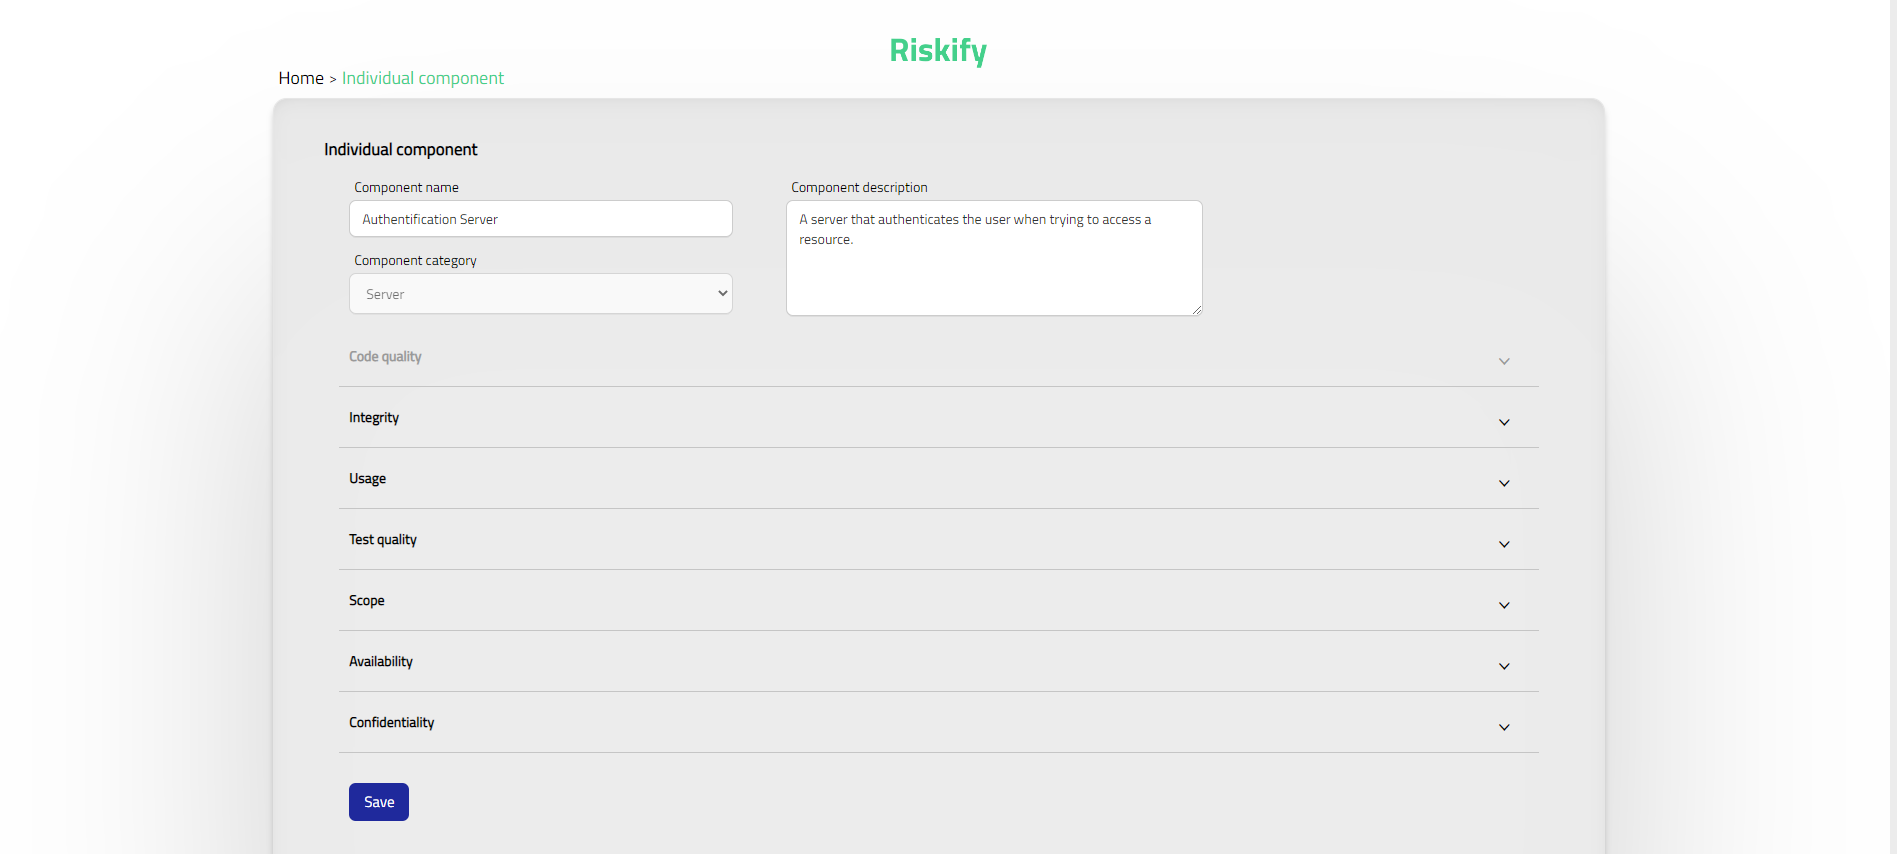 Riskify
Home > Individual component
Individual component
Component name
Authentification Server
Component category
Server
Component description
A server that authenticates the user when trying to access a
resource.
Code quality
Integrity
Usage
Test quality
Scope
Availability
Confidentiality
Save